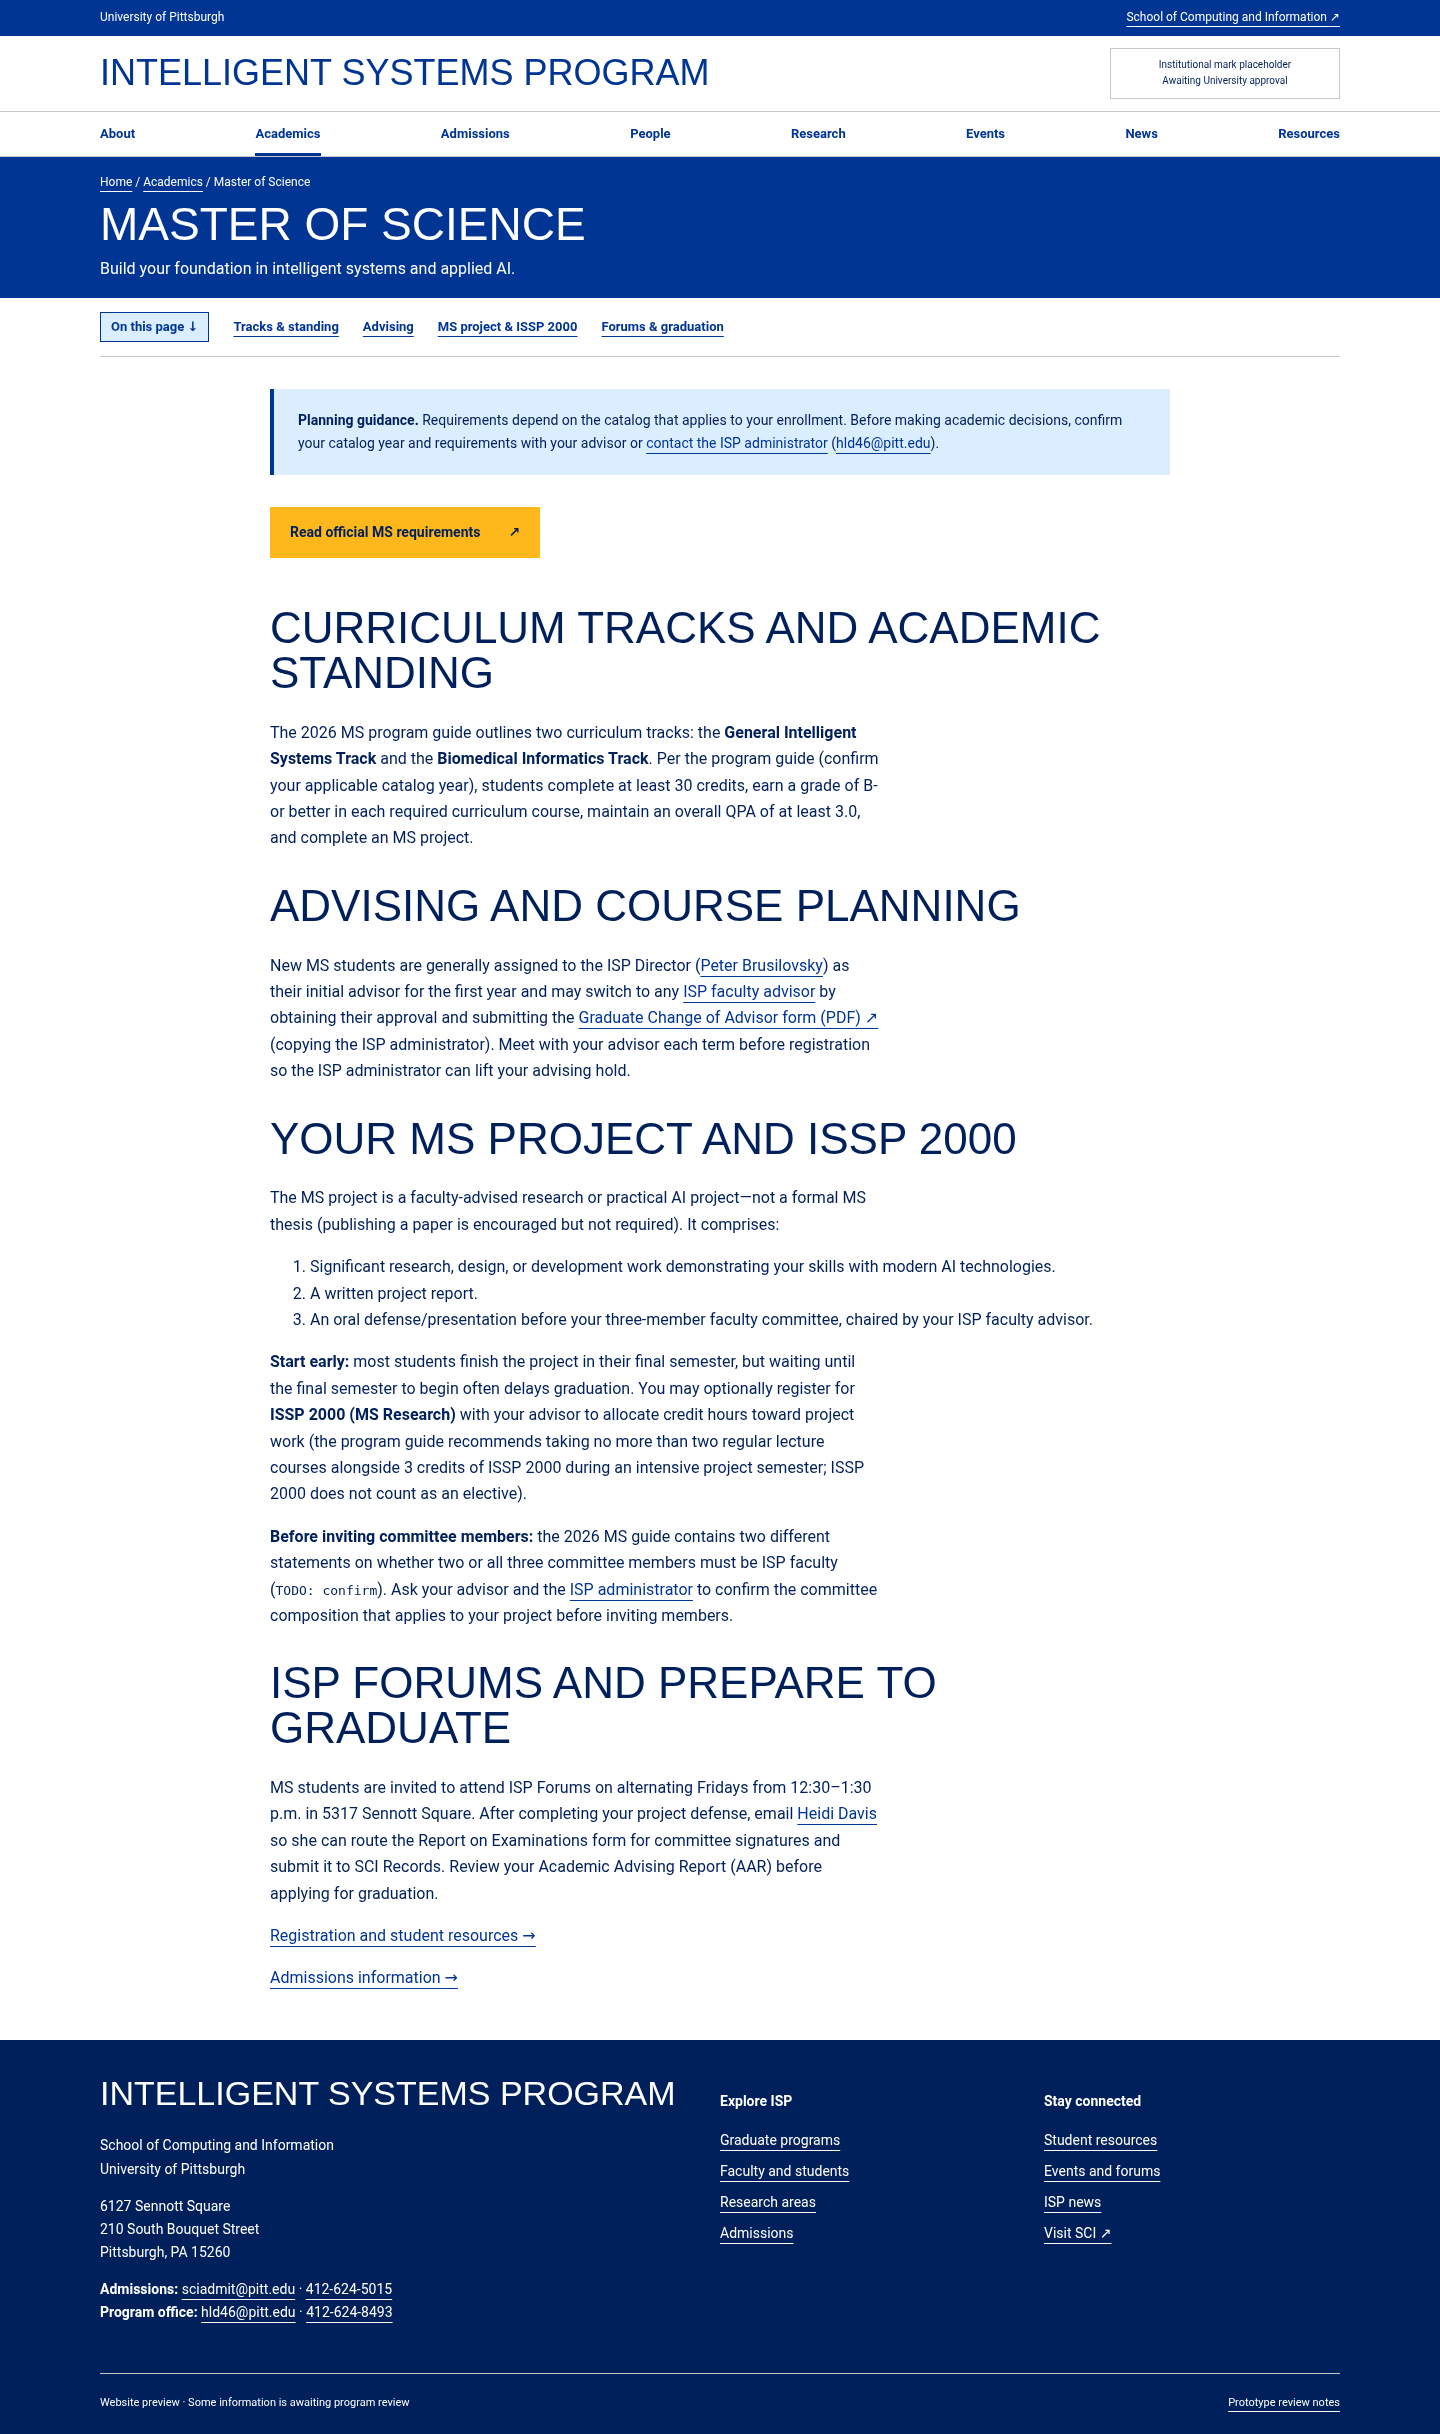 University of Pittsburgh
School of Computing and Information ↗
INTELLIGENT SYSTEMS PROGRAM
Institutional mark placeholder
Awaiting University approval
About
Academics
Admissions
People
Research
Events
News
Resources
Home / Academics / Master of Science
MASTER OF SCIENCE
Build your foundation in intelligent systems and applied AI.
On this page ↓
Tracks & standing
Advising
MS project & ISSP 2000
Forums & graduation
Planning guidance. Requirements depend on the catalog that applies to your enrollment. Before making academic decisions, confirm
your catalog year and requirements with your advisor or contact the ISP administrator (hld46@pitt.edu).
Read official MS requirements ↗
CURRICULUM TRACKS AND ACADEMIC
STANDING
The 2026 MS program guide outlines two curriculum tracks: the General Intelligent
Systems Track and the Biomedical Informatics Track. Per the program guide (confirm
your applicable catalog year), students complete at least 30 credits, earn a grade of B-
or better in each required curriculum course, maintain an overall QPA of at least 3.0,
and complete an MS project.
ADVISING AND COURSE PLANNING
New MS students are generally assigned to the ISP Director (Peter Brusilovsky) as
their initial advisor for the first year and may switch to any ISP faculty advisor by
obtaining their approval and submitting the Graduate Change of Advisor form (PDF) ↗
(copying the ISP administrator). Meet with your advisor each term before registration
so the ISP administrator can lift your advising hold.
YOUR MS PROJECT AND ISSP 2000
The MS project is a faculty-advised research or practical AI project—not a formal MS
thesis (publishing a paper is encouraged but not required). It comprises:
1. Significant research, design, or development work demonstrating your skills with modern AI technologies.
2. A written project report.
3. An oral defense/presentation before your three-member faculty committee, chaired by your ISP faculty advisor.
Start early: most students finish the project in their final semester, but waiting until
the final semester to begin often delays graduation. You may optionally register for
ISSP 2000 (MS Research) with your advisor to allocate credit hours toward project
work (the program guide recommends taking no more than two regular lecture
courses alongside 3 credits of ISSP 2000 during an intensive project semester; ISSP
2000 does not count as an elective).
Before inviting committee members: the 2026 MS guide contains two different
statements on whether two or all three committee members must be ISP faculty
(TODO: confirm). Ask your advisor and the ISP administrator to confirm the committee
composition that applies to your project before inviting members.
ISP FORUMS AND PREPARE TO
GRADUATE
MS students are invited to attend ISP Forums on alternating Fridays from 12:30–1:30
p.m. in 5317 Sennott Square. After completing your project defense, email Heidi Davis
so she can route the Report on Examinations form for committee signatures and
submit it to SCI Records. Review your Academic Advising Report (AAR) before
applying for graduation.
Registration and student resources →
Admissions information →
INTELLIGENT SYSTEMS PROGRAM
School of Computing and Information
University of Pittsburgh
6127 Sennott Square
210 South Bouquet Street
Pittsburgh, PA 15260
Admissions: sciadmit@pitt.edu · 412-624-5015
Program office: hld46@pitt.edu · 412-624-8493
Explore ISP
Graduate programs
Faculty and students
Research areas
Admissions
Stay connected
Student resources
Events and forums
ISP news
Visit SCI ↗
Website preview · Some information is awaiting program review
Prototype review notes